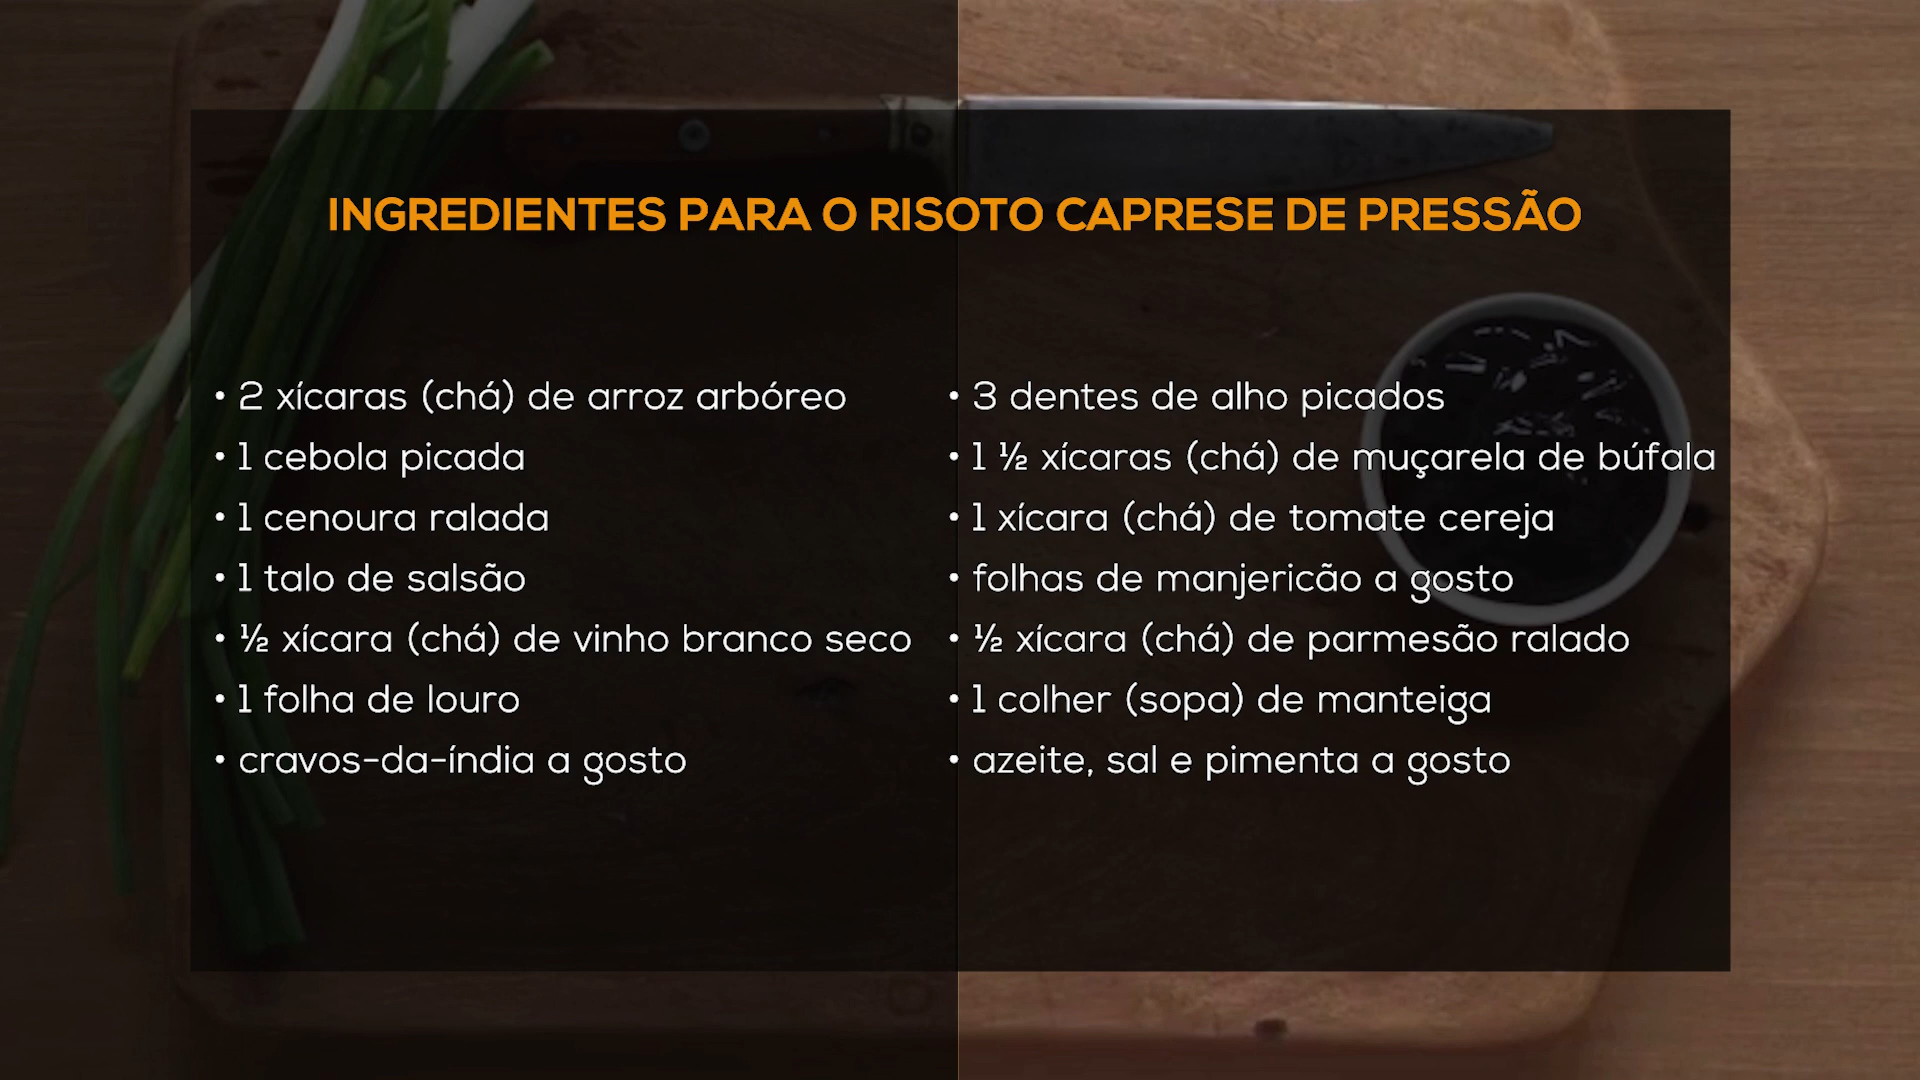 INGREDIENTES PARA O RISOTO CAPRESE DE PRESSÃO
• 2 xícaras (chá) de arroz arbóreo
• 1 cebola picada
• 1 cenoura ralada
• 1 talo de salsão
• ½ xícara (chá) de vinho branco seco
• 1 folha de louro
• cravos-da-índia a gosto
• 3 dentes de alho picados
• 1 ½ xícaras (chá) de muçarela de búfala
• 1 xícara (chá) de tomate cereja
• folhas de manjericão a gosto
• ½ xícara (chá) de parmesão ralado
• 1 colher (sopa) de manteiga
• azeite, sal e pimenta a gosto